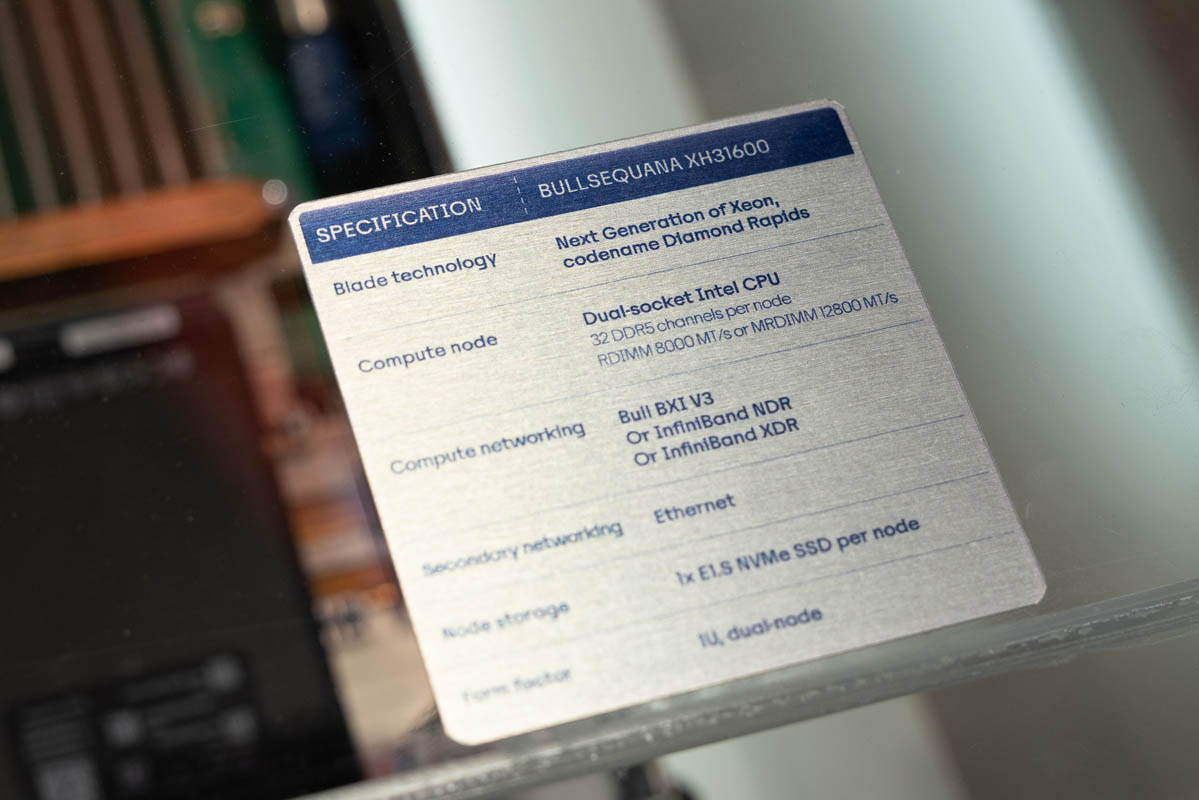 SPECIFICATION BULLSEQUANA XH31600
Blade technology Next Generation of Xeon,
codename Diamond Rapids
Compute node Dual-socket Intel CPU
32 DDR5 channels per node
RDIMM 8000 MT/s or MRDIMM 12800 MT/s
Compute networking Bull BXI V3
Or InfiniBand NDR
Or InfiniBand XDR
Secondary networking Ethernet
Node storage 1x E1.S NVMe SSD per node
Form factor 1U, dual-node